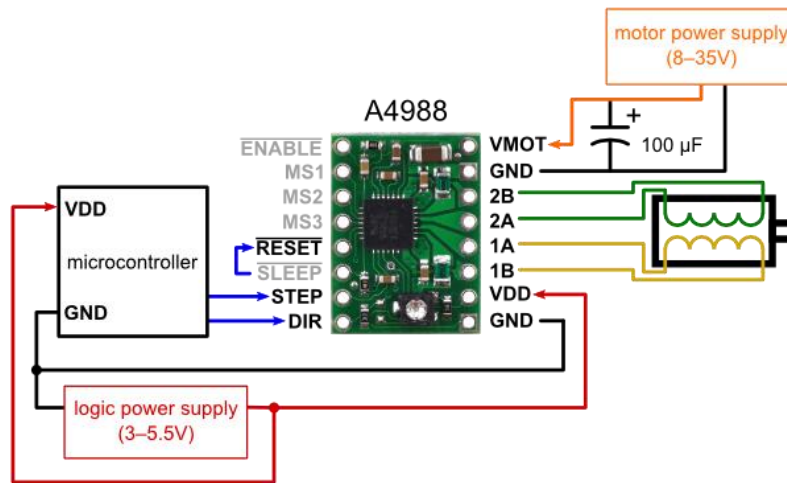 motor power supply
(8–35V)
A4988
ENABLE
VMOT
+
100 µF
MS1
GND
MS2
2B
VDD
MS3
2A
microcontroller
RESET
1A
SLEEP
1B
GND
STEP
VDD
DIR
GND
logic power supply
(3–5.5V)